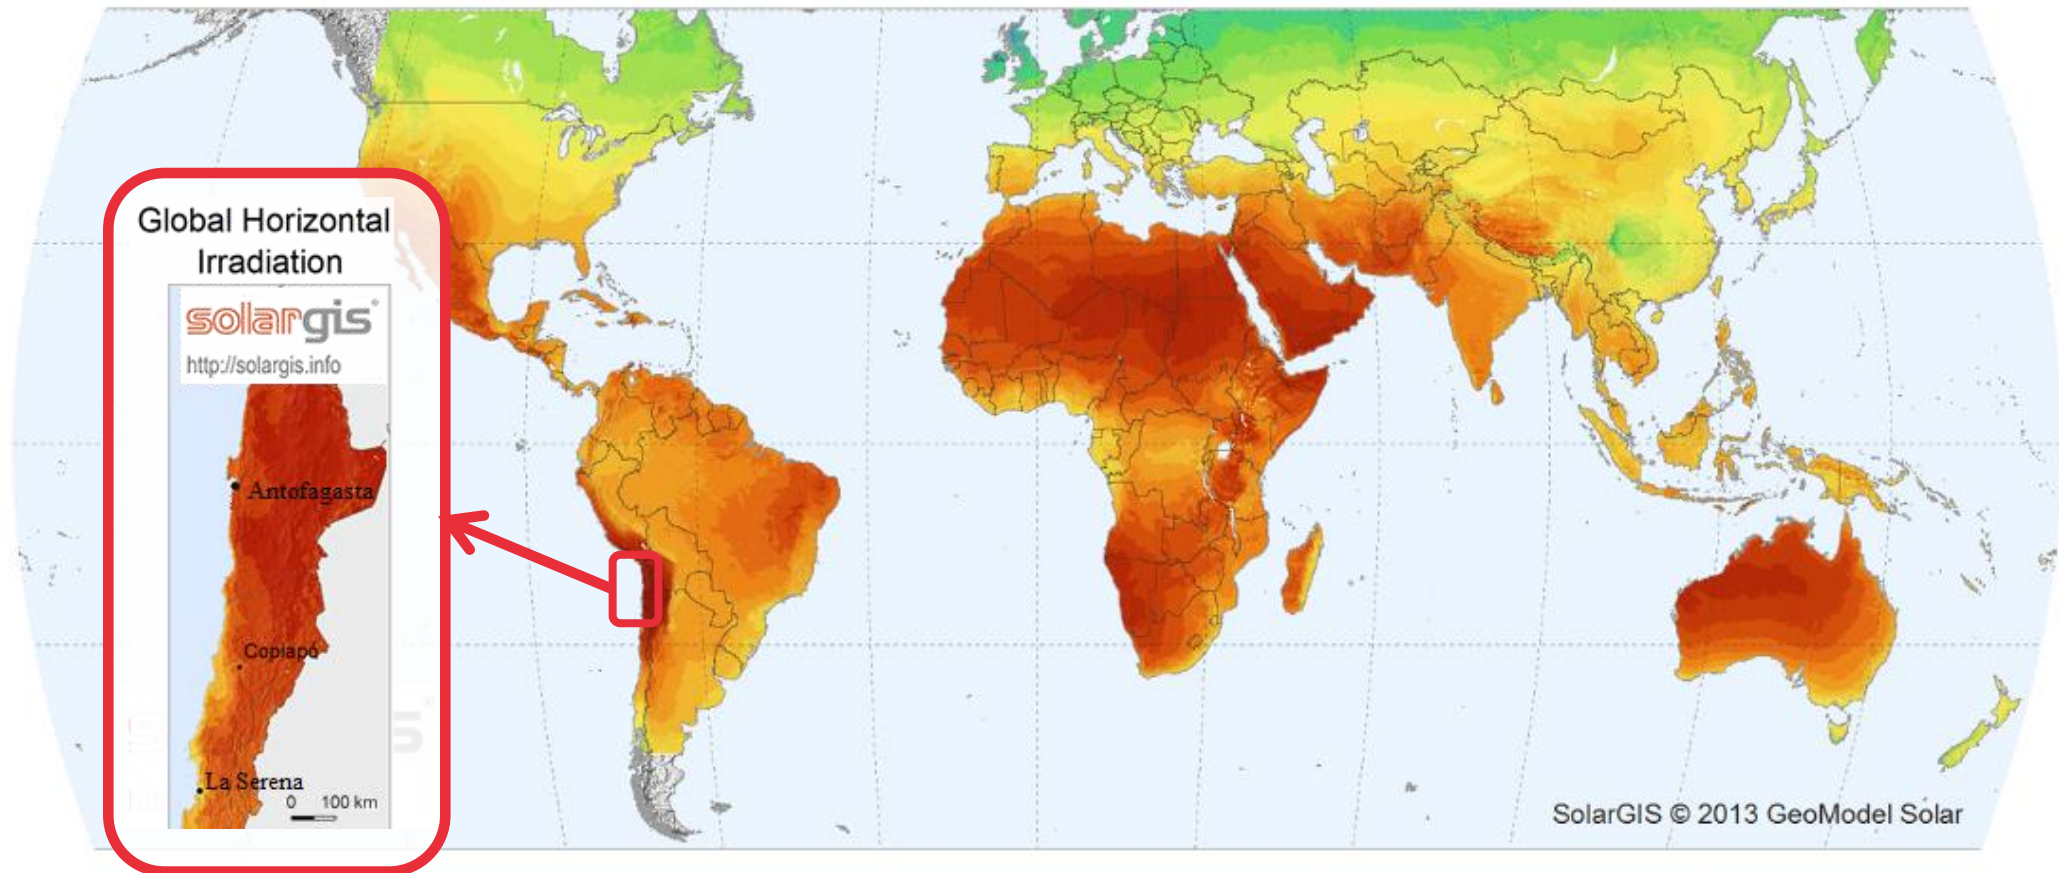 Global Horizontal
Irradiation
solargis
http://solargis.info
Antofagasta
Copiapó
La Serena
0 100 km
SolarGIS © 2013 GeoModel Solar